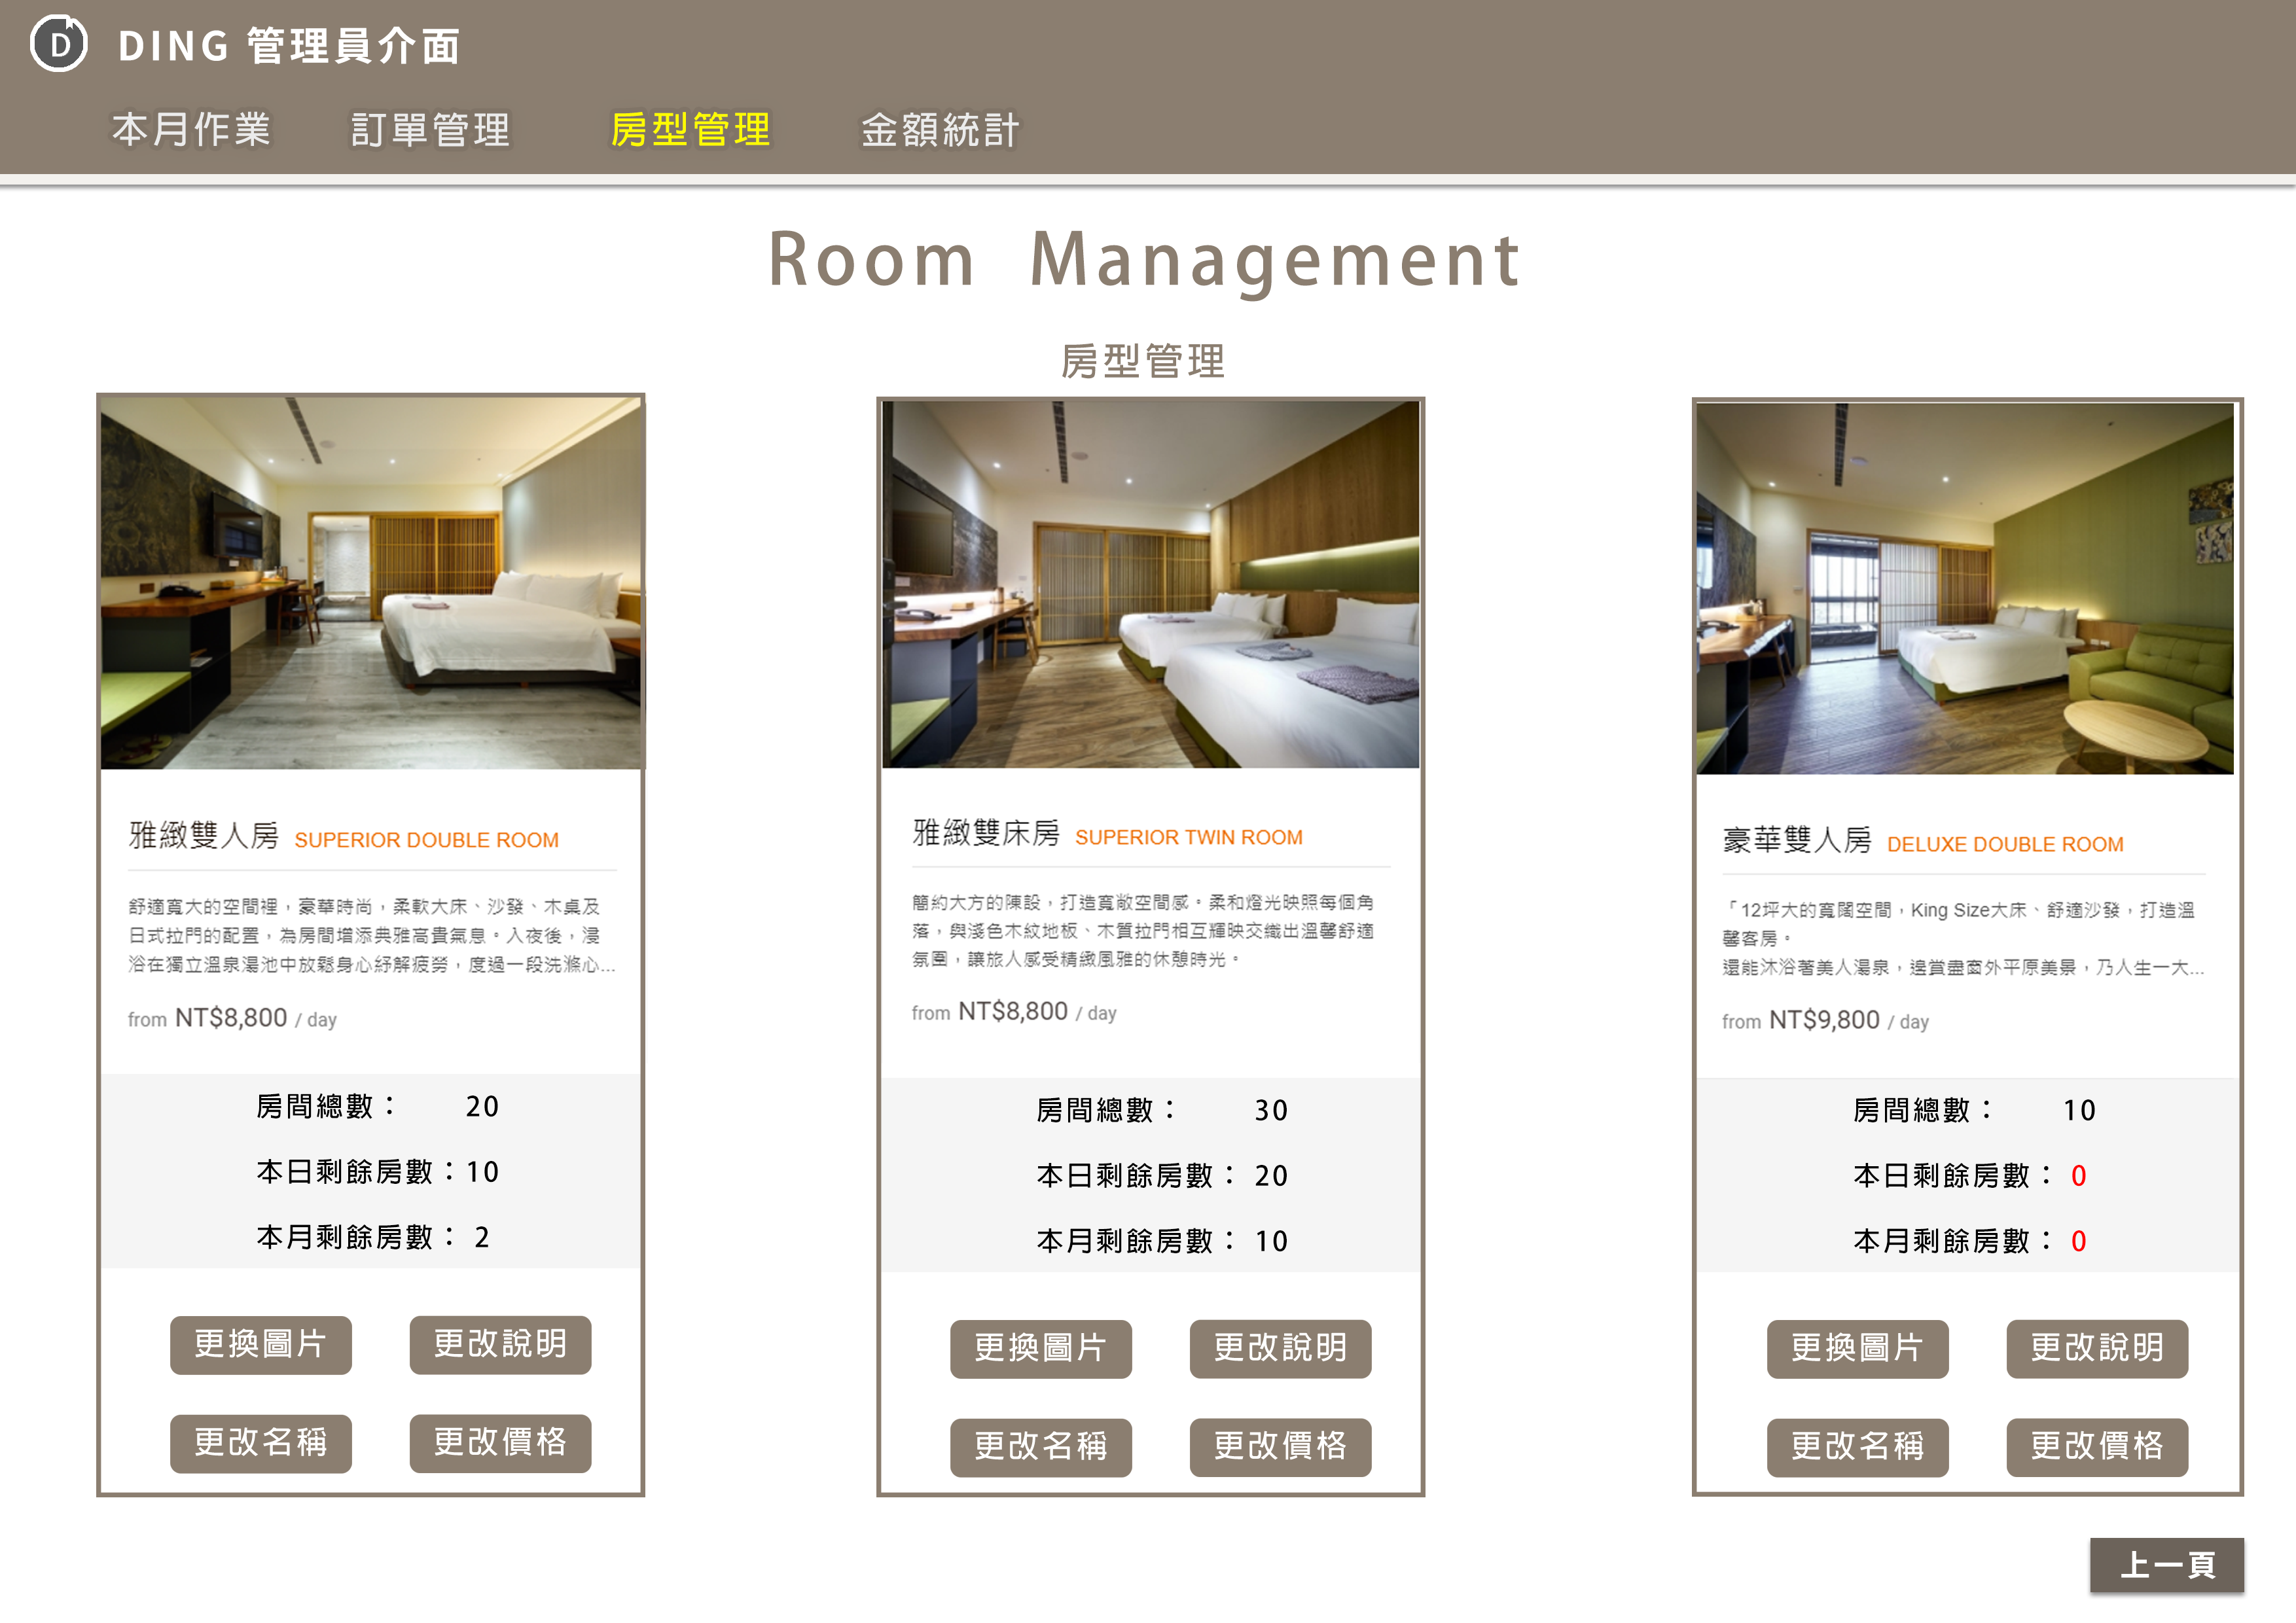 D DING 管理員介面
本月作業 訂單管理 房型管理 金額統計
Room Management
房型管理
雅緻雙人房 SUPERIOR DOUBLE ROOM
舒適寬大的空間裡，豪華時尚，柔軟大床、沙發、木桌及
日式拉門的配置，為房間增添典雅高貴氣息。入夜後，浸
浴在獨立溫泉湯池中放鬆身心紓解疲勞，度過一段洗滌心...
from NT$8,800 / day
房間總數： 20
本日剩餘房數：10
本月剩餘房數： 2
更換圖片 更改說明
更改名稱 更改價格
雅緻雙床房 SUPERIOR TWIN ROOM
簡約大方的陳設，打造寬敞空間感。柔和燈光映照每個角
落，與淺色木紋地板、木質拉門相互輝映交織出溫馨舒適
氛圍，讓旅人感受精緻風雅的休憩時光。
from NT$8,800 / day
房間總數： 30
本日剩餘房數： 20
本月剩餘房數： 10
更換圖片 更改說明
更改名稱 更改價格
豪華雙人房 DELUXE DOUBLE ROOM
「12坪大的寬闊空間，King Size大床、舒適沙發，打造溫
馨客房。
還能沐浴著美人湯泉，邊賞盡窗外平原美景，乃人生一大...
from NT$9,800 / day
房間總數： 10
本日剩餘房數： 0
本月剩餘房數： 0
更換圖片 更改說明
更改名稱 更改價格
上一頁